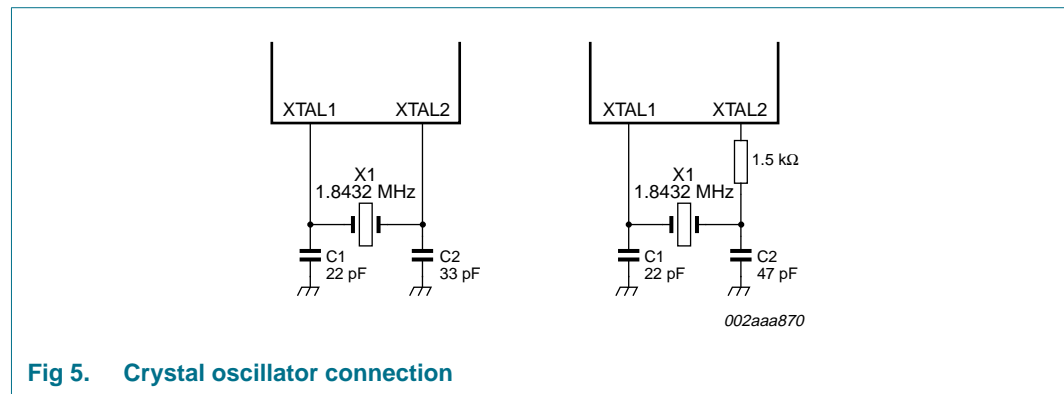 XTAL1 XTAL2
X1
1.8432 MHz
C1
22 pF
C2
33 pF
XTAL1 XTAL2
1.5 kΩ
X1
1.8432 MHz
C1
22 pF
C2
47 pF
002aaa870
Fig 5. Crystal oscillator connection